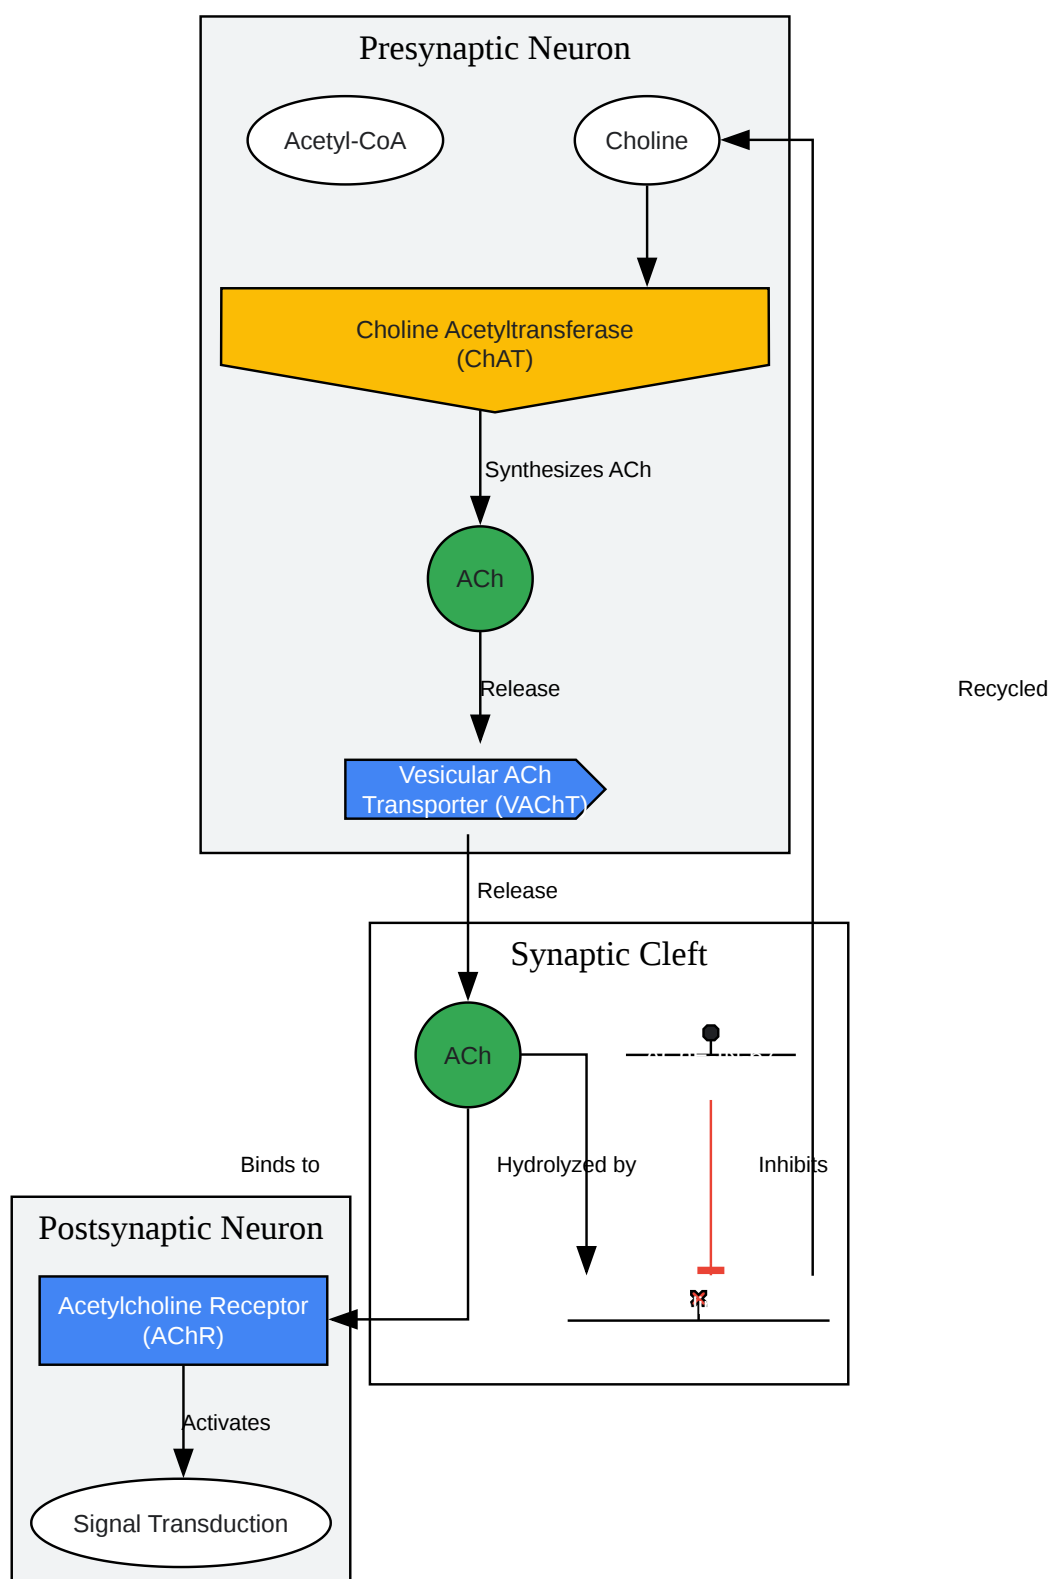 Presynaptic Neuron
Acetyl-CoA
Choline
Choline Acetyltransferase
(ChAT)
Synthesizes ACh
ACh
Release
Recycled
Vesicular ACh
Transporter (VAChT)
Release
Synaptic Cleft
ACh
Binds to
Hydrolyzed by
Inhibits
Postsynaptic Neuron
Acetylcholine Receptor
(AChR)
Activates
Signal Transduction